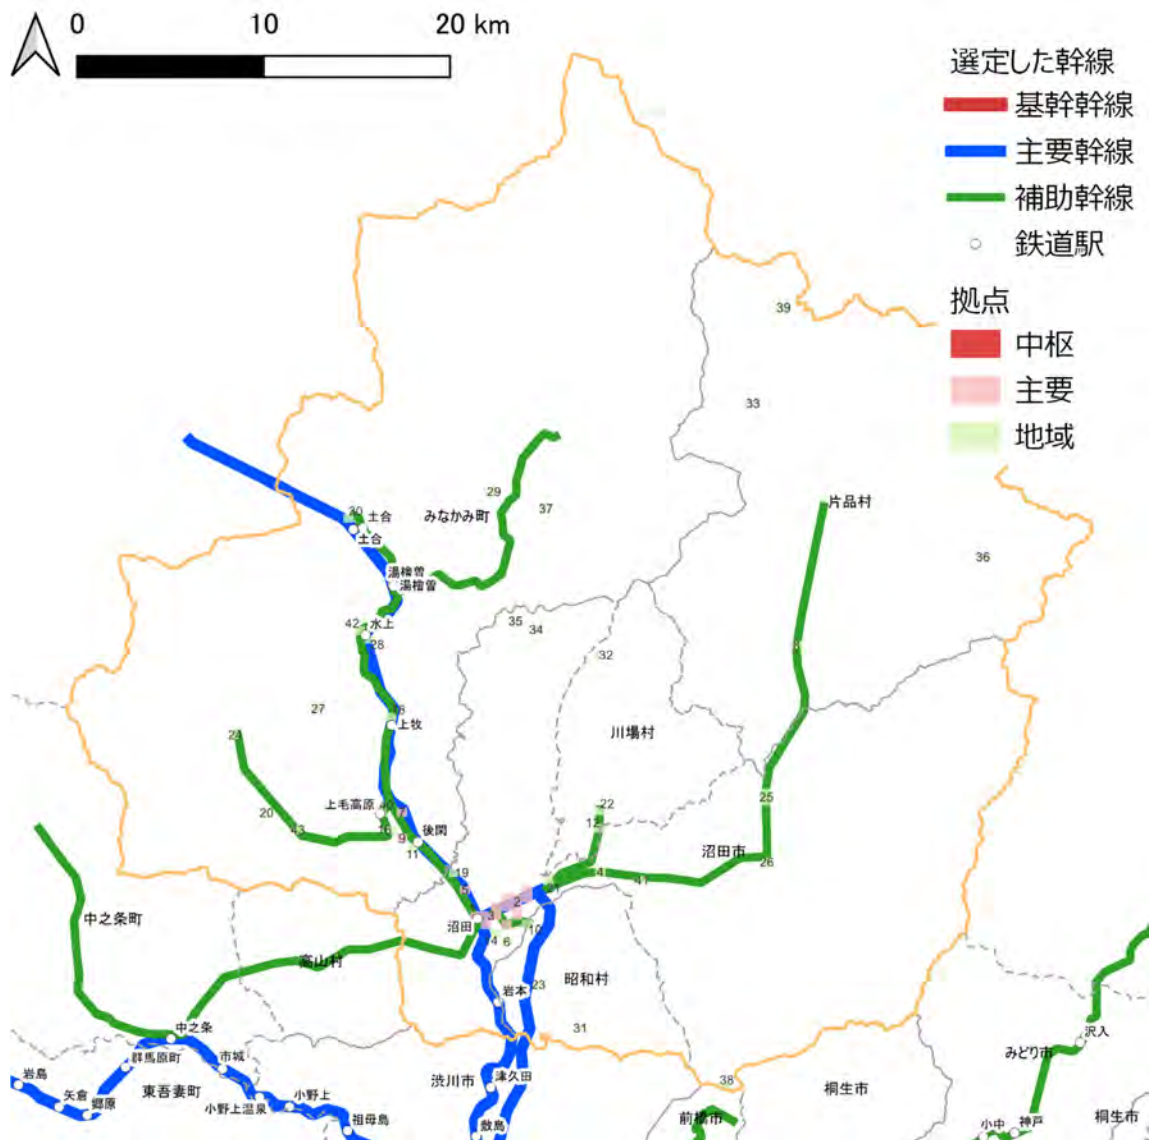 0 10 20 km
選定した幹線
基幹幹線
主要幹線
補助幹線
鉄道駅
拠点
中枢
主要
地域
39
33
片品村
29
みなかみ町
37
30
土合
土合
36
湯檜曽
湯檜曽
35
34
42
水上
28
32
27
上牧
川場村
24
上毛高原
40
7
20
43
16
9
後閑
11
22
12
25
沼田市
26
19
14
41
21
5
2
3
沼田
4
6
10
中之条町
高山村
岩本
23
昭和村
31
中之条
群馬原町
市城
岩島
矢倉
郷原
東吾妻町
小野上温泉
小野上
祖母島
渋川市
津久田
敷島
38
前橋市
桐生市
みどり市
沢入
小中
神戸
桐生市